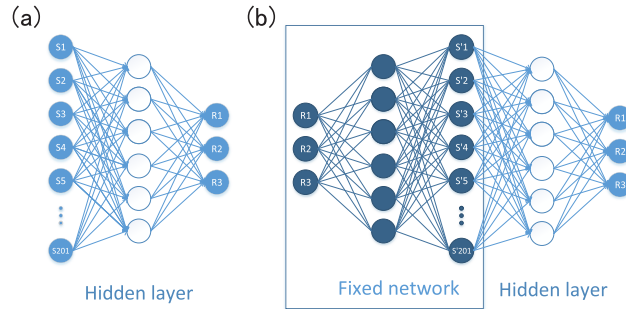 (a)
S1
S2
S3
S4
S5
S201
R1
R2
R3
Hidden layer
(b)
R1
R2
R3
S'1
S'2
S'3
S'4
S'5
S'201
R1
R2
R3
Fixed network
Hidden layer